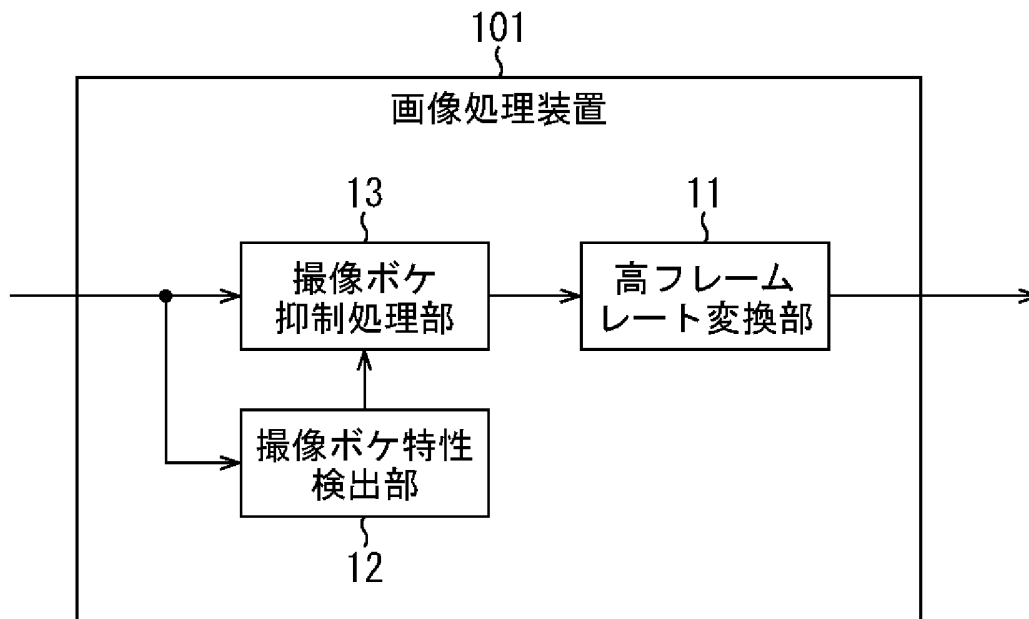 101
画像処理装置
13
撮像ボケ
抑制処理部
11
高フレーム
レート変換部
撮像ボケ特性
検出部
12